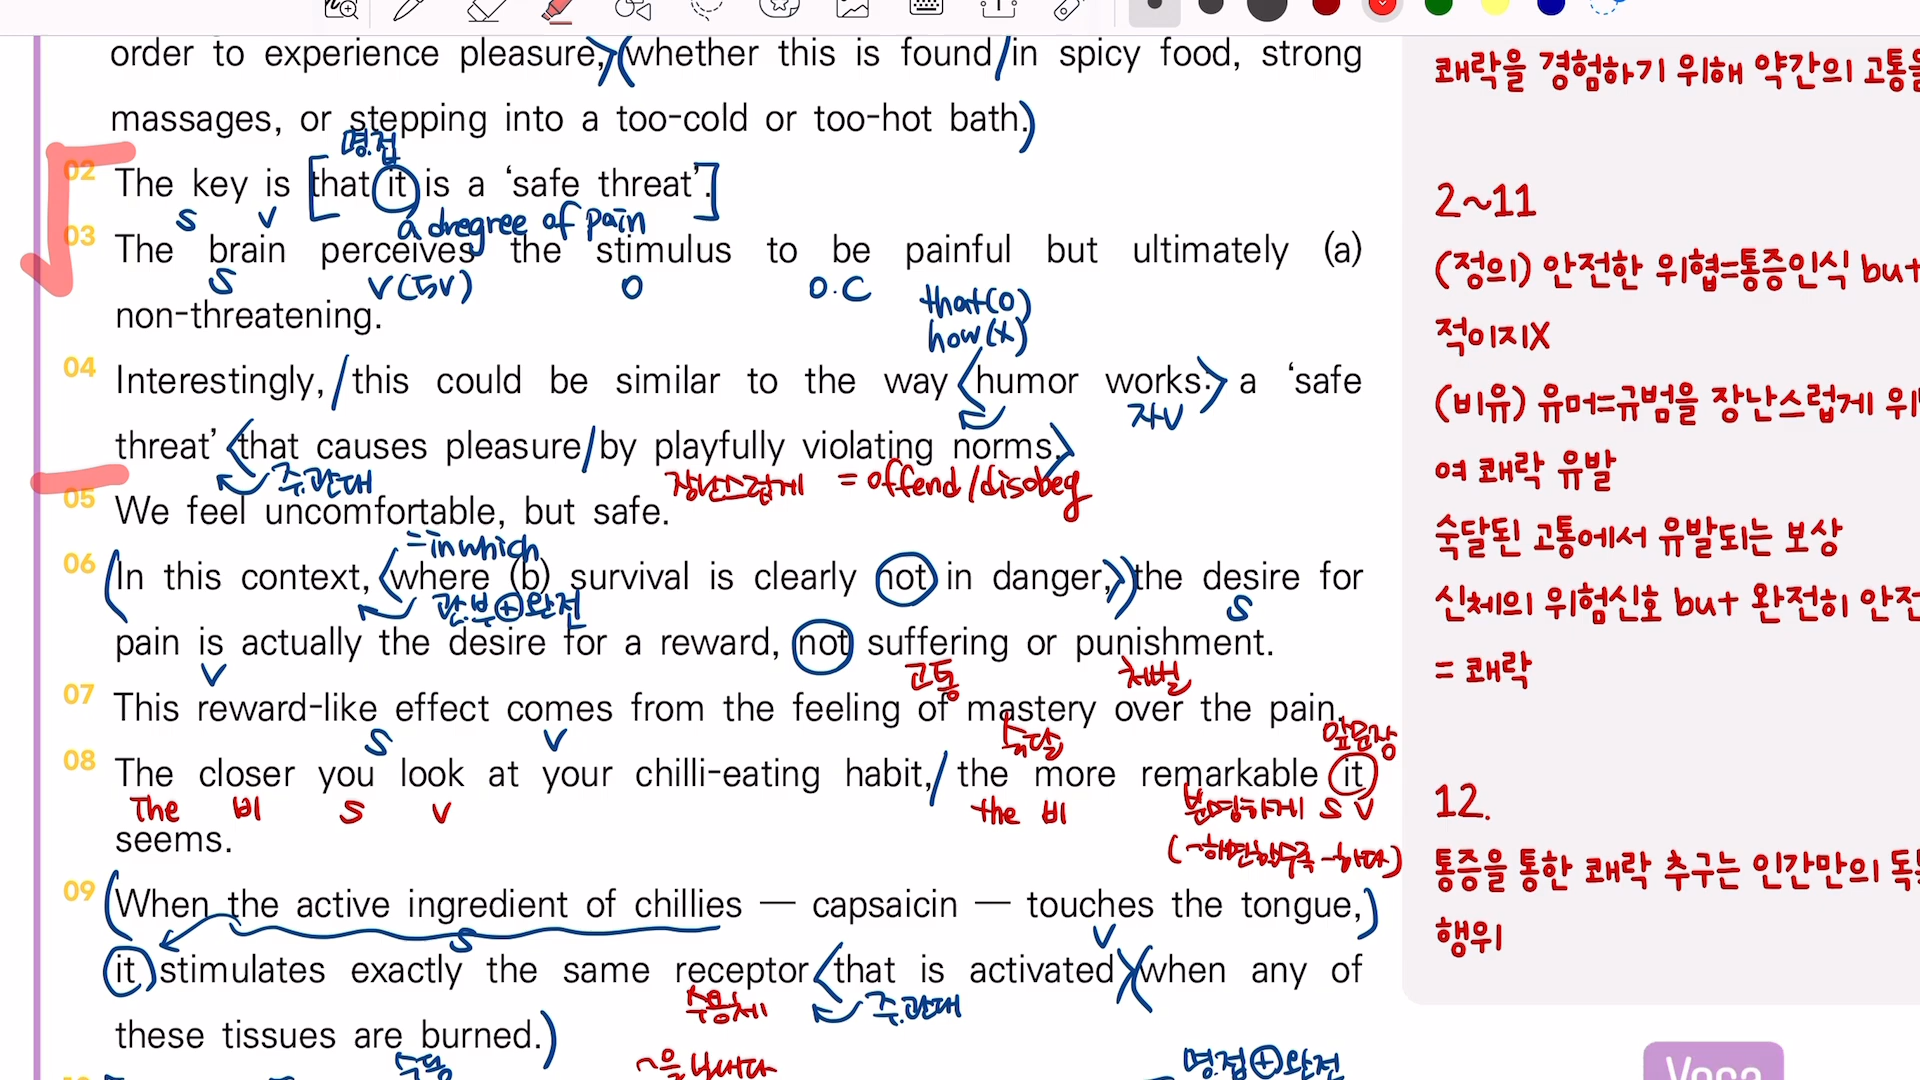 order to experience pleasure, whether this is found in spicy food, strong
massages, or stepping into a too-cold or too-hot bath.
명.접
02 The key is that it is a ‘safe threat’.
S V a dregree of pain
03 The brain perceives the stimulus to be painful but ultimately (a)
S V(5V) O O.C
non-threatening.
that(O)
how(X)
04 Interestingly, this could be similar to the way humor works: a ‘safe
자V
threat’ that causes pleasure by playfully violating norms.
주.관대 장난스럽게 = offend/disobey
05 We feel uncomfortable, but safe.
=in which
06 In this context, where (b) survival is clearly not in danger, the desire for
관.부+완전 S
pain is actually the desire for a reward, not suffering or punishment.
V 고통 처벌
07 This reward-like effect comes from the feeling of mastery over the pain.
S V 숙달 앞문장
08 The closer you look at your chilli-eating habit, the more remarkable it
The 비 S V the 비 분명하게 S V
seems.
(~하면 할수록 ~하다)
09 When the active ingredient of chillies — capsaicin — touches the tongue,
S V
it stimulates exactly the same receptor that is activated when any of
수용체 주.관대
these tissues are burned.
수동 명.접+완전
쾌락을 경험하기 위해 약간의 고통을
2~11
(정의) 안전한 위협=통증인식 but
적이지X
(비유) 유머=규범을 장난스럽게 위
여 쾌락 유발
숙달된 고통에서 유발되는 보상
신체의 위험신호 but 완전히 안전
= 쾌락
12.
통증을 통한 쾌락 추구는 인간만의 독
행위
Voca